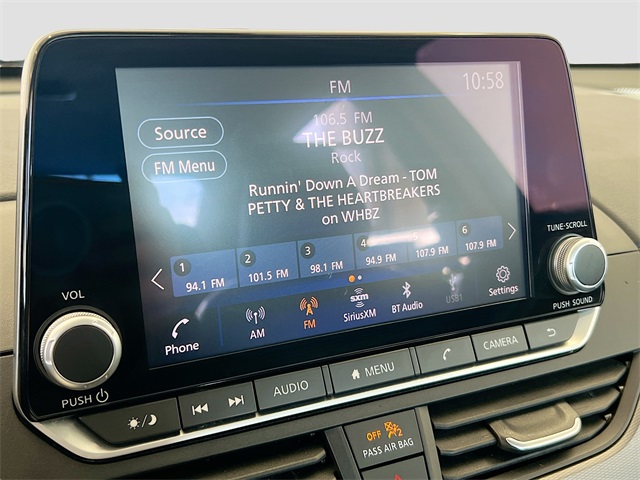 FM
10:58
106.5 FM
THE BUZZ
Rock
Source
FM Menu
Runnin' Down A Dream - TOM
PETTY & THE HEARTBREAKERS
on WHBZ
1 94.1 FM
2 101.5 FM
3 98.1 FM
4 94.9 FM
107.9 FM
6 107.9 FM
Phone
AM
FM
sxm
SiriusXM
BT Audio
USB1
Settings
VOL
PUSH
TUNE·SCROLL
PUSH SOUND
AUDIO
MENU
CAMERA
OFF 2
PASS AIR BAG